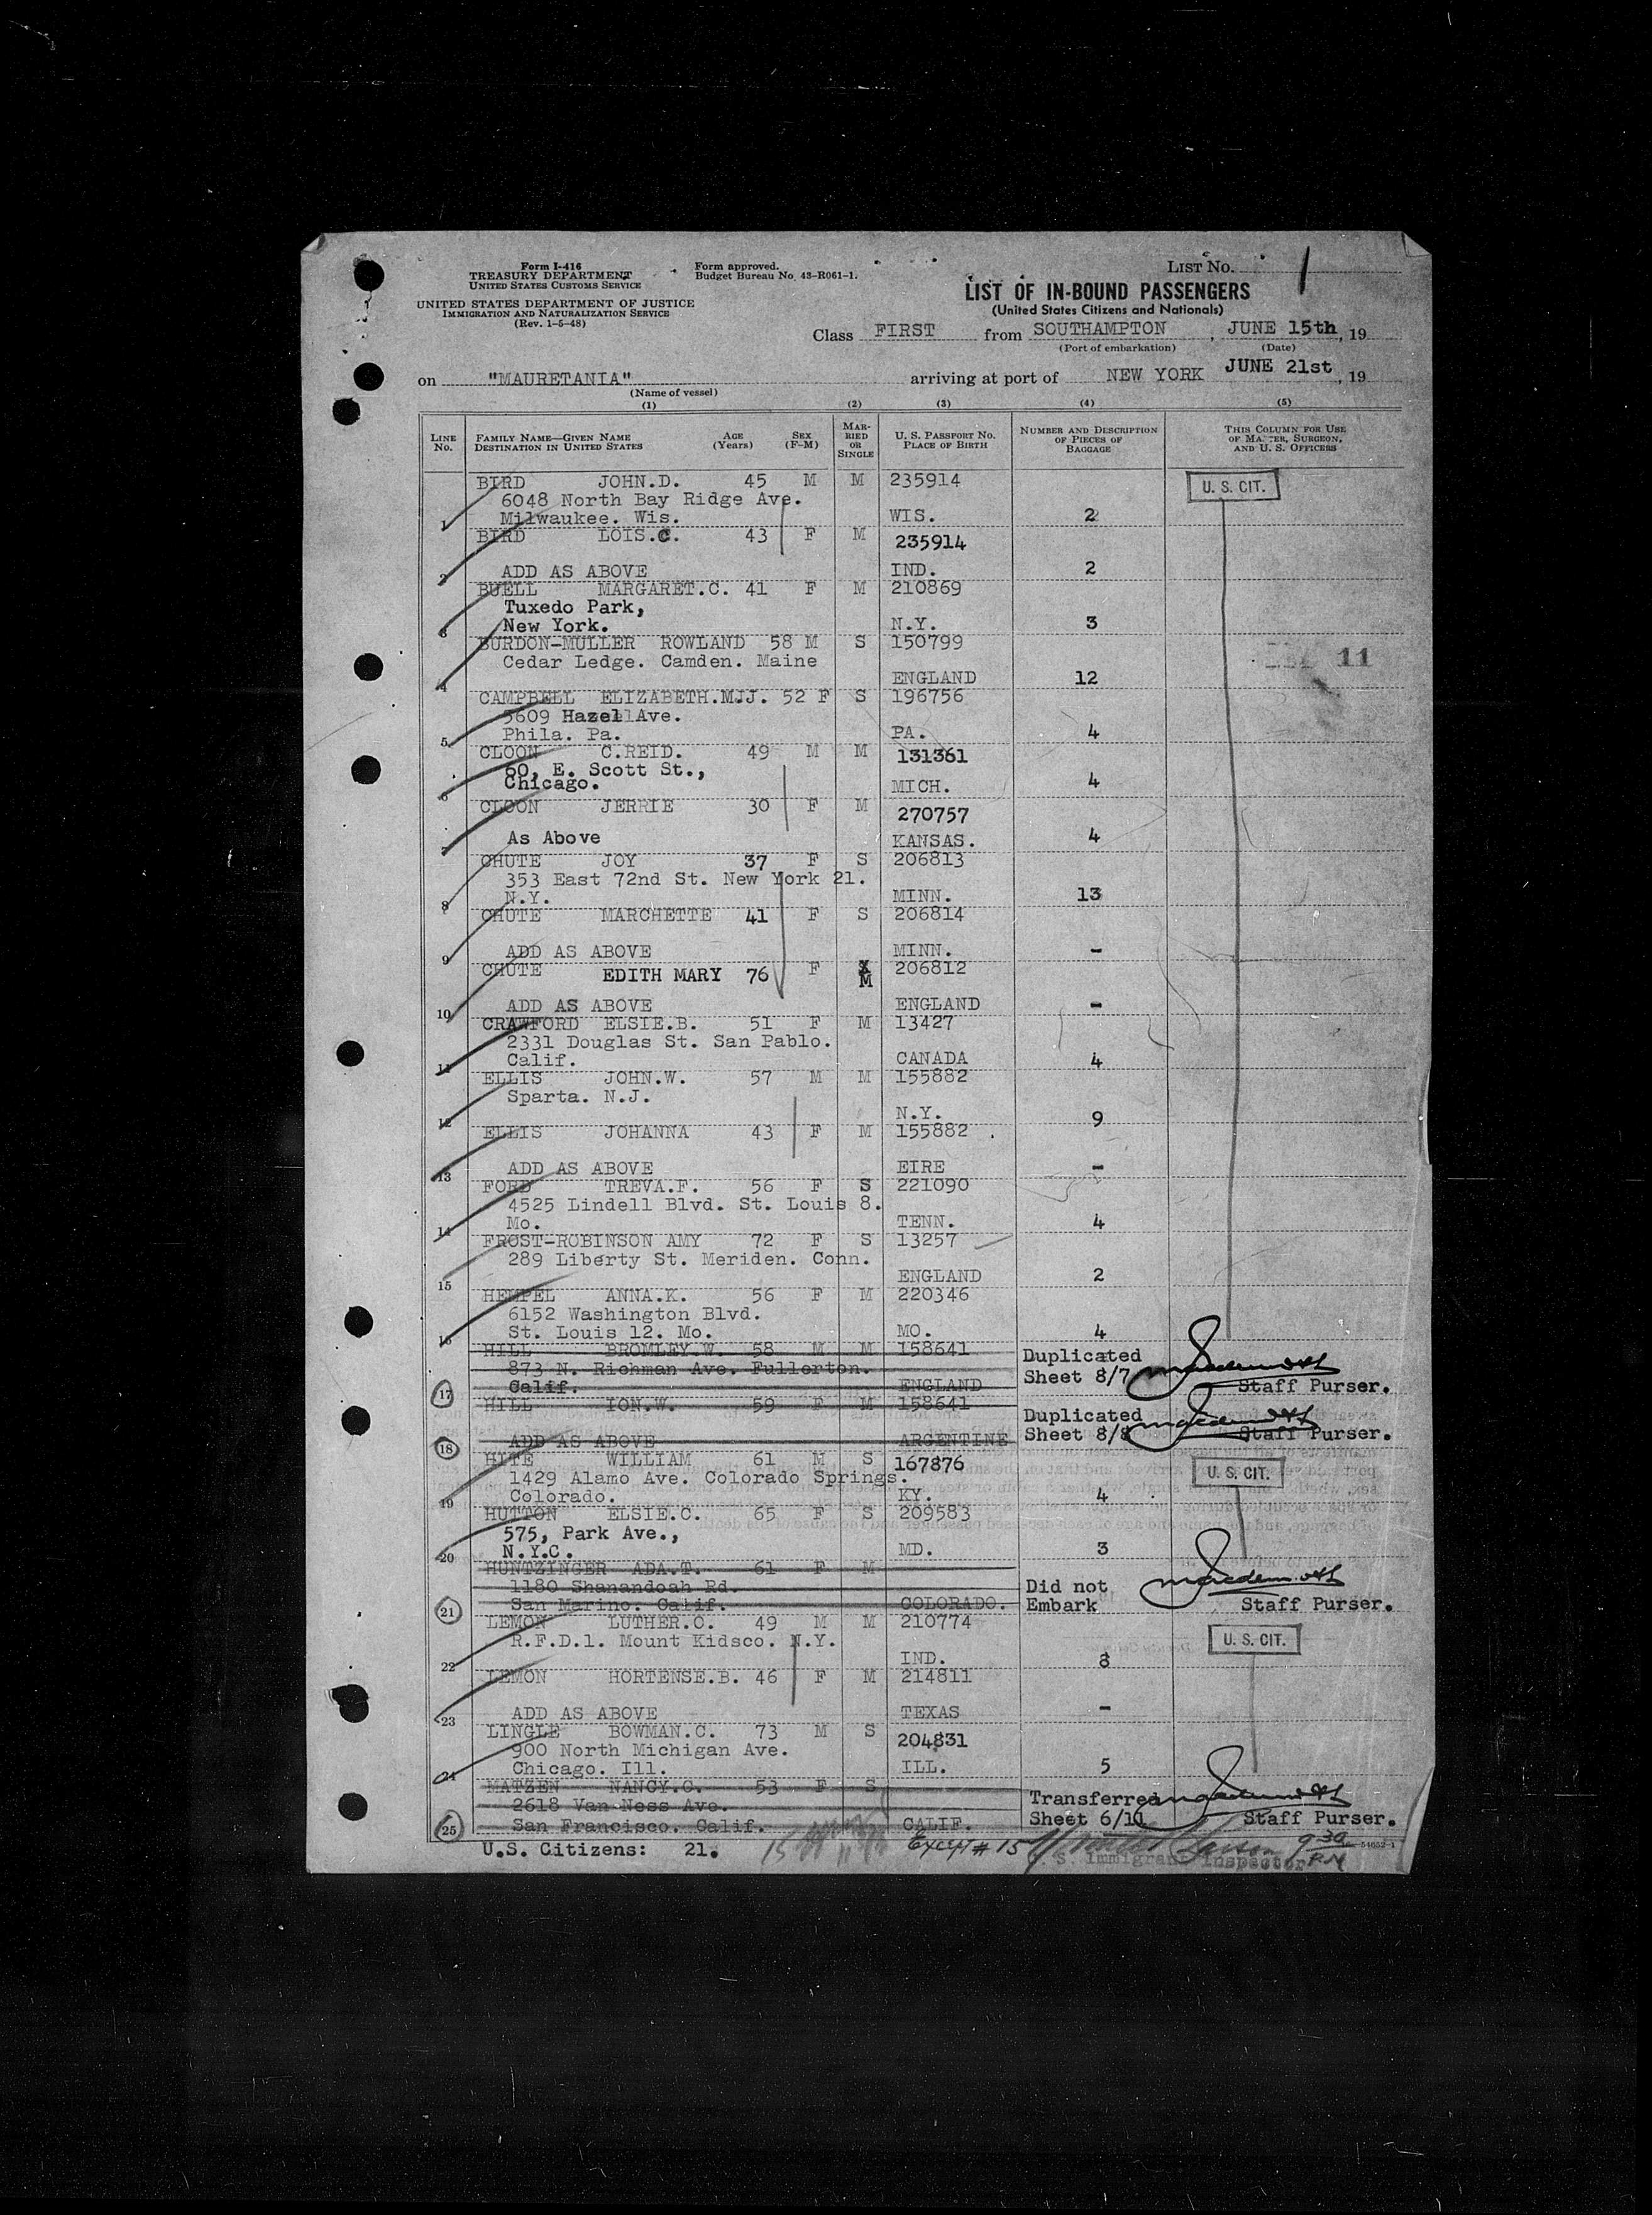 Form I-416
TREASURY DEPARTMENT
UNITED STATES CUSTOMS SERVICE
Form approved.
Budget Bureau No. 43-R061-1.
LIST NO. 1
UNITED STATES DEPARTMENT OF JUSTICE
IMMIGRATION AND NATURALIZATION SERVICE
(Rev. 1-5-48)
LIST OF IN-BOUND PASSENGERS
(United States Citizens and Nationals)
Class FIRST from SOUTHAMPTON, JUNE 15th, 19
(Port of embarkation) (Date)
on "MAURETANIA" arriving at port of NEW YORK JUNE 21st, 19
(Name of vessel)
(1) (2) (3) (4) (5)
LINE No. FAMILY NAME—GIVEN NAME DESTINATION IN UNITED STATES AGE (Years) SEX (F-M) MARRIED OR SINGLE U. S. PASSPORT NO. PLACE OF BIRTH NUMBER AND DESCRIPTION OF PIECES OF BAGGAGE THIS COLUMN FOR USE OF MASTER, SURGEON, AND U. S. OFFICERS
BIRD JOHN.D. 45 M M 235914 U. S. CIT.
6048 North Bay Ridge Ave.
1 Milwaukee. Wis. WIS. 2
BIRD LOIS.C. 43 F M 235914
2 ADD AS ABOVE IND. 2
BUELL MARGARET.C. 41 F M 210869
Tuxedo Park,
3 New York. N.Y. 3
BURDON-MULLER ROWLAND 58 M S 150799
Cedar Ledge. Camden. Maine 11
4 ENGLAND 12
CAMPBELL ELIZABETH.M.J. 52 F S 196756
5609 Hazel Ave.
5 Phila. Pa. PA. 4
CLOON C.REID. 49 M M 131361
60, E. Scott St.,
6 Chicago. MICH. 4
CLOON JERRIE 30 F M 270757
7 As Above KANSAS. 4
CHUTE JOY 37 F S 206813
353 East 72nd St. New York 21.
8 N.Y. MINN. 13
CHUTE MARCHETTE 41 F S 206814
9 ADD AS ABOVE MINN. -
CHUTE EDITH MARY 76 F M 206812
10 ADD AS ABOVE ENGLAND -
CRAWFORD ELSIE.B. 51 F M 13427
2331 Douglas St. San Pablo.
11 Calif. CANADA 4
ELLIS JOHN.W. 57 M M 155882
Sparta. N.J.
12 N.Y. 9
ELLIS JOHANNA 43 F M 155882
13 ADD AS ABOVE EIRE -
FORD TREVA.F. 56 F S 221090
4525 Lindell Blvd. St. Louis 8.
14 Mo. TENN. 4
FROST-ROBINSON AMY 72 F S 13257
289 Liberty St. Meriden. Conn.
15 ENGLAND 2
HEMPEL ANNA.K. 56 F M 220346
6152 Washington Blvd.
16 St. Louis 12. Mo. MO. 4
HILL BROMLEY.W. 58 M M 158641 Duplicated
873 N. Richman Ave. Fullerton. Sheet 8/7
17 Calif. ENGLAND Staff Purser.
HILL ION.W. 59 F M 158641 Duplicated
18 ADD AS ABOVE ARGENTINE Sheet 8/8 Staff Purser.
HITE WILLIAM 61 M S 167876
1429 Alamo Ave. Colorado Springs. U. S. CIT.
19 Colorado. KY. 4
HUTTON ELSIE.C. 65 F S 209583
575, Park Ave.,
20 N.Y.C. MD. 3
HUNTZINGER ADA.T. 61 F M
1180 Shanandoah Rd. Did not
21 San Marino. Calif. COLORADO. Embark Staff Purser.
LEMON LUTHER.O. 49 M M 210774
R.F.D.1. Mount Kidsco. N.Y. U. S. CIT.
22 IND. 8
LEMON HORTENSE.B. 46 F M 214811
23 ADD AS ABOVE TEXAS -
LINGLE BOWMAN.C. 73 M S 204831
900 North Michigan Ave.
24 Chicago. Ill. ILL. 5
MATZEN NANCY.C. 53 F S
2618 Van Ness Ave. Transferred
25 San Francisco. Calif. CALIF. Sheet 6/11 Staff Purser.
U.S. Citizens: 21. Except # 15 9 30 PM
U. S. Immigrant Inspector